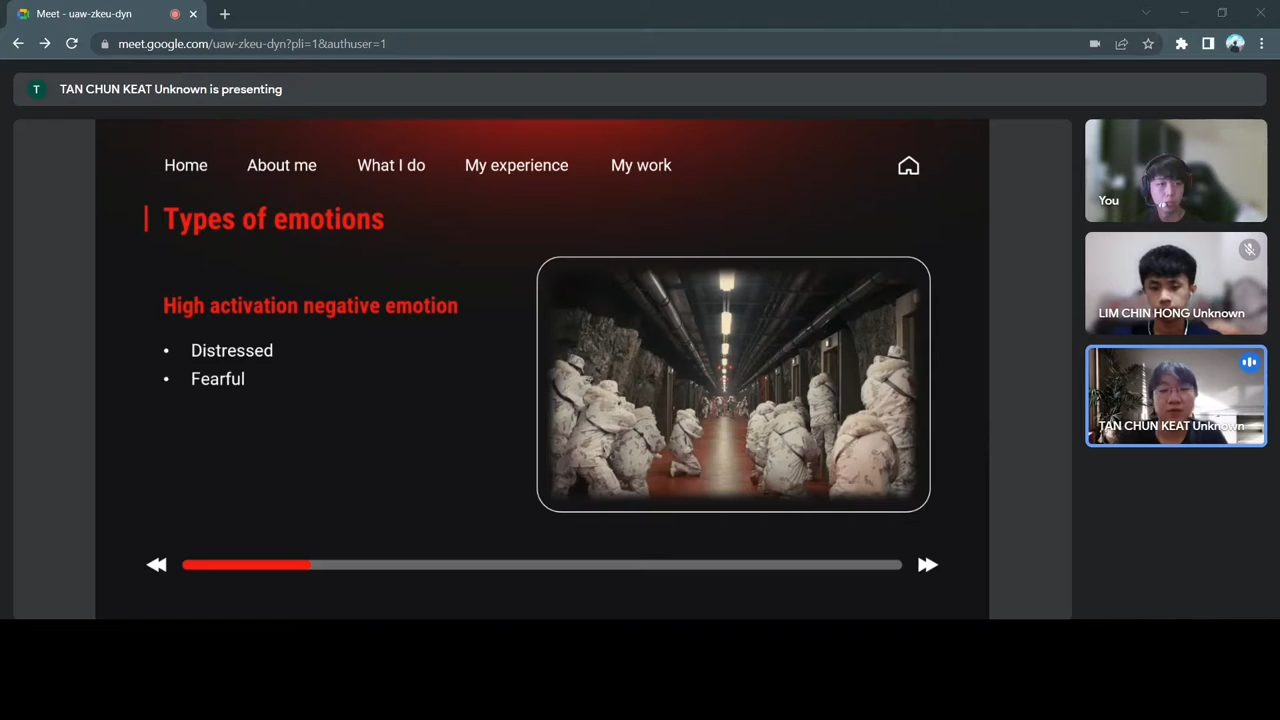 Meet - uaw-zkeu-dyn
meet.google.com/uaw-zkeu-dyn?pli=1&authuser=1
T TAN CHUN KEAT Unknown is presenting
Home About me What I do My experience My work
Types of emotions
High activation negative emotion
• Distressed
• Fearful
You
LIM CHIN HONG Unknown
TAN CHUN KEAT Unknown